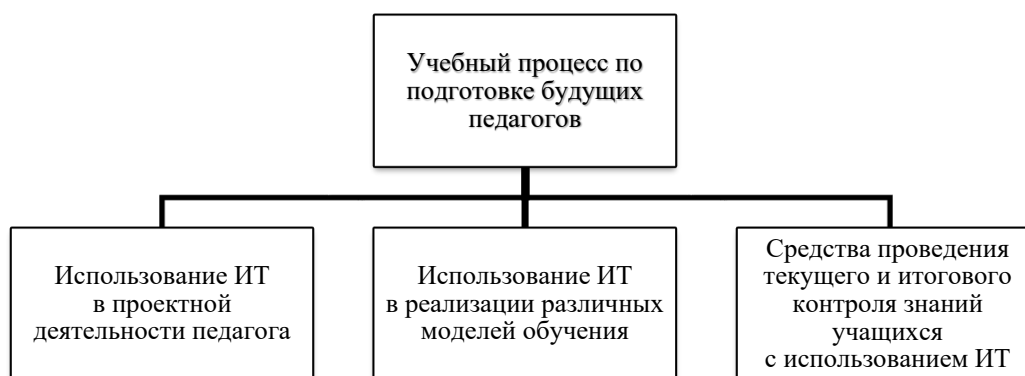 Учебный процесс по
подготовке будущих
педагогов
Использование ИТ
в проектной
деятельности педагога
Использование ИТ
в реализации различных
моделей обучения
Средства проведения
текущего и итогового
контроля знаний
учащихся
с использованием ИТ